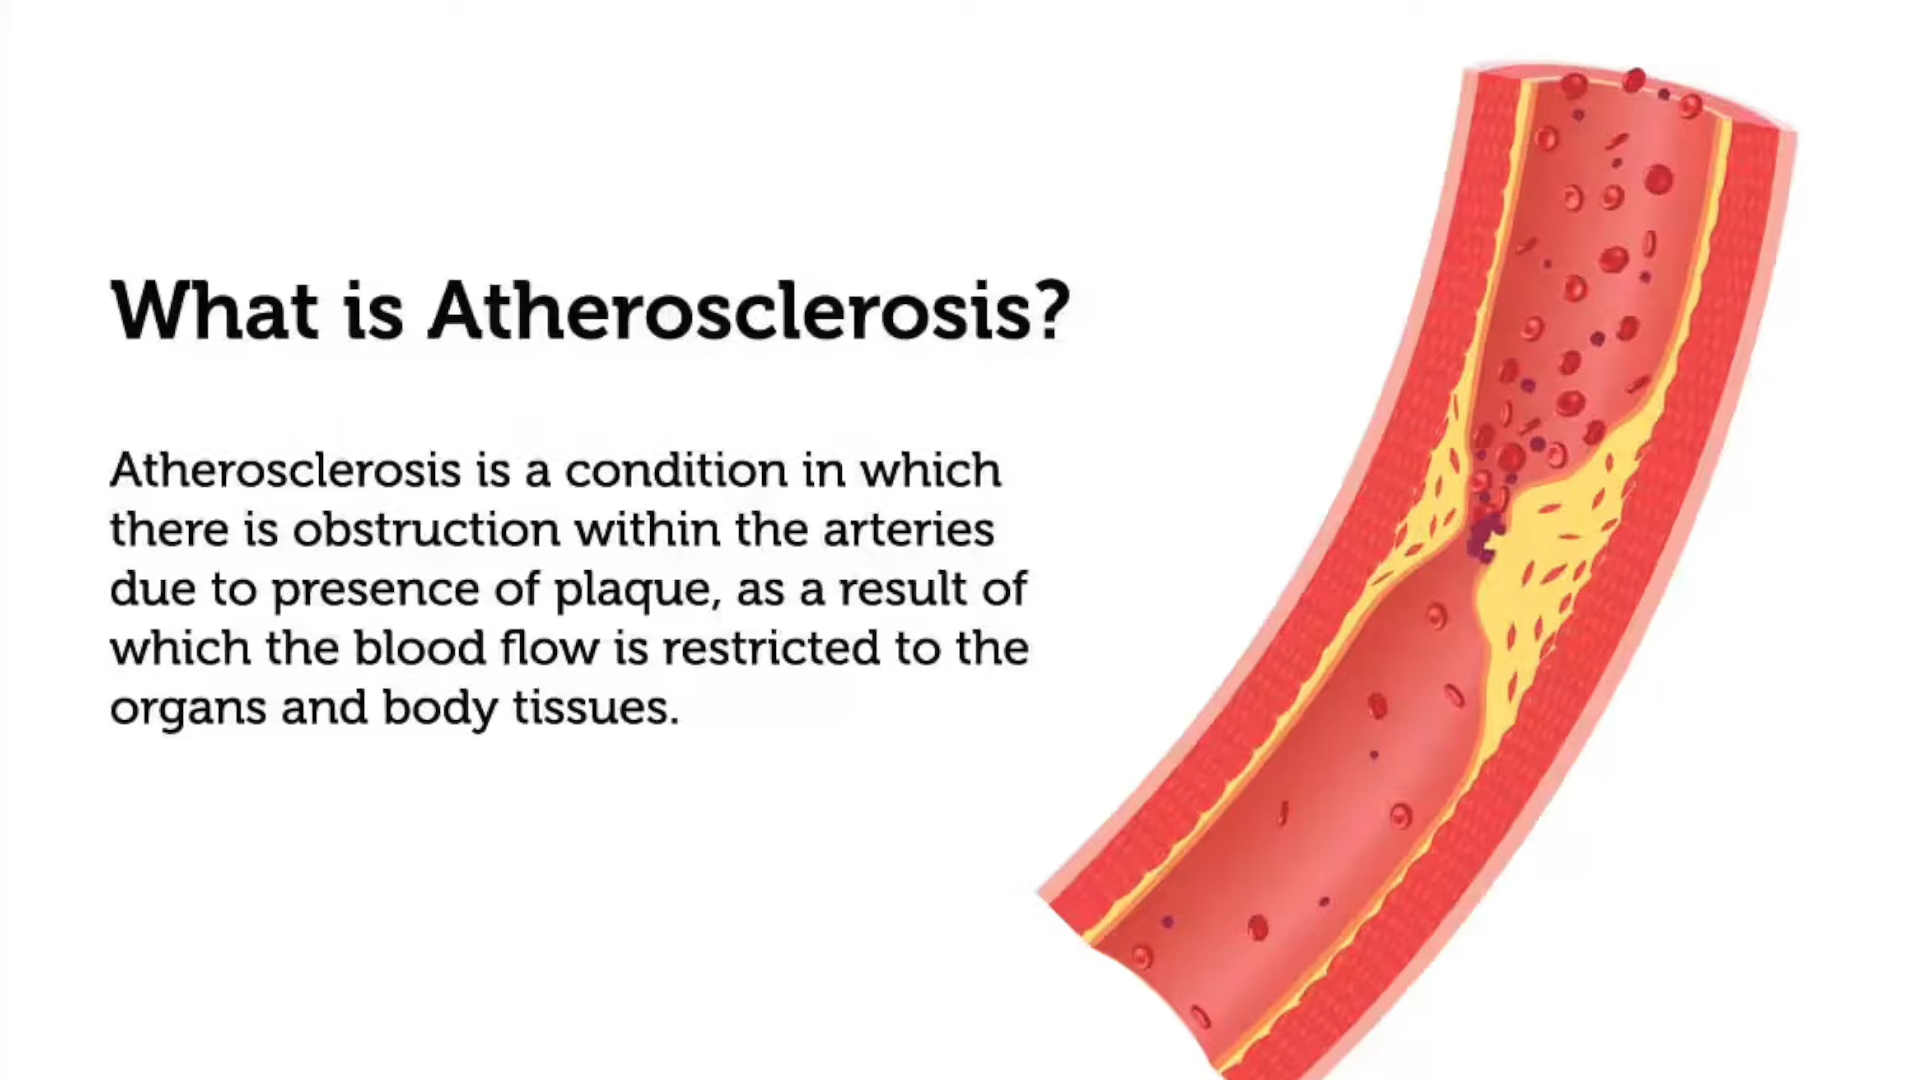 What is Atherosclerosis?
Atherosclerosis is a condition in which
there is obstruction within the arteries
due to presence of plaque, as a result of
which the blood flow is restricted to the
organs and body tissues.